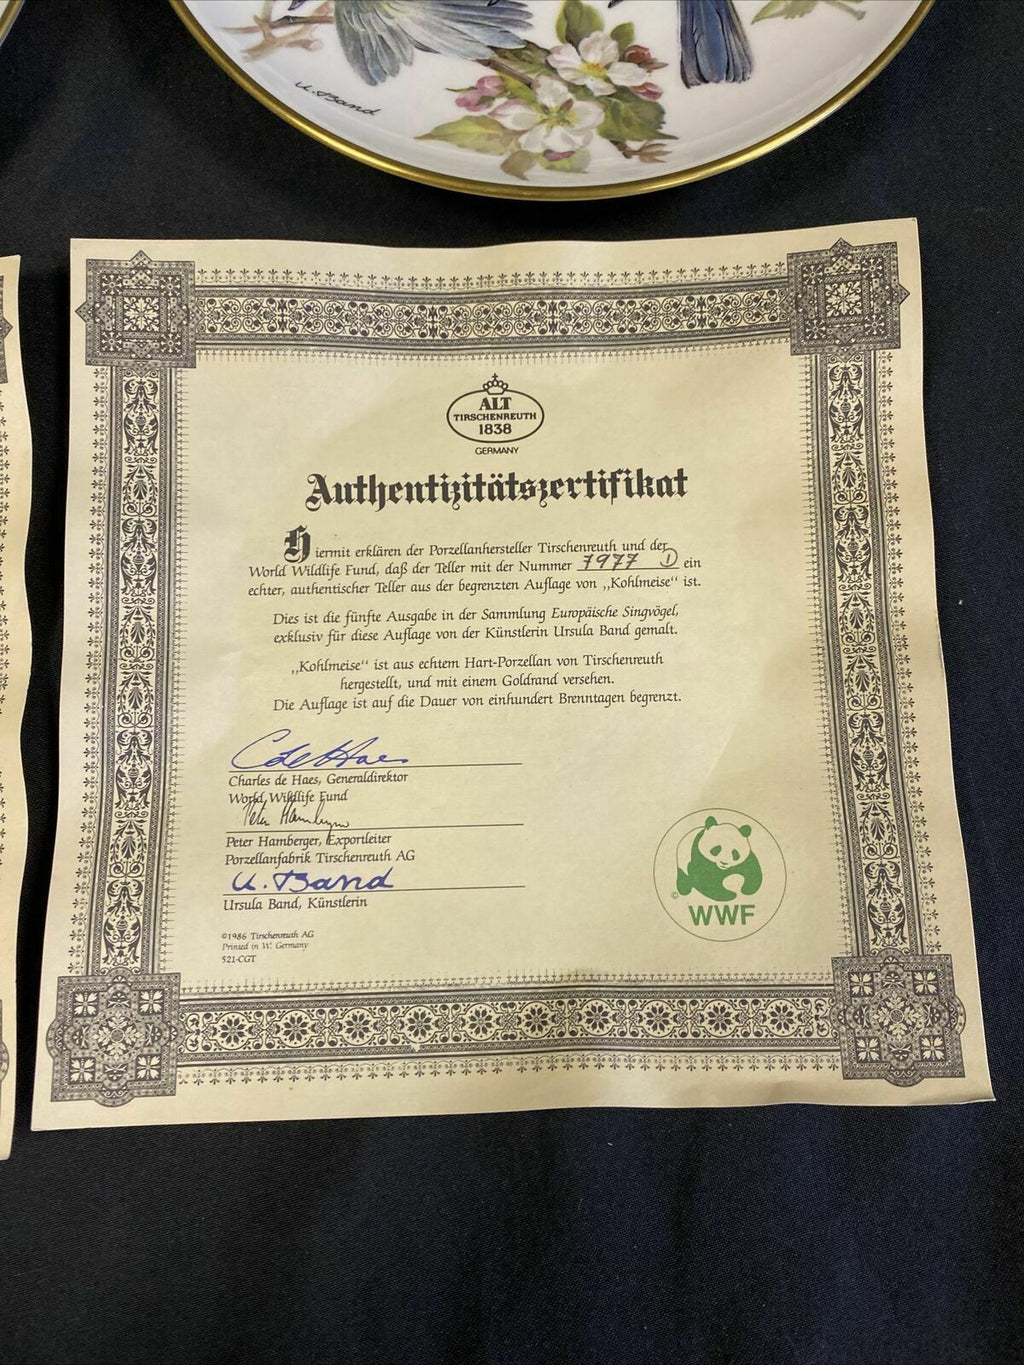 U. Band
ALT
TIRSCHENREUTH
1838
GERMANY
Authentizitätszertifikat
Hiermit erklären der Porzellanhersteller Tirschenreuth und der
World Wildlife Fund, daß der Teller mit der Nummer 7977 D ein
echter, authentischer Teller aus der begrenzten Auflage von „Kohlmeise“ ist.
Dies ist die fünfte Ausgabe in der Sammlung Europäische Singvögel,
exklusiv für diese Auflage von der Künstlerin Ursula Band gemalt.
„Kohlmeise“ ist aus echtem Hart-Porzellan von Tirschenreuth
hergestellt, und mit einem Goldrand versehen.
Die Auflage ist auf die Dauer von einhundert Brenntagen begrenzt.
C de Haes
Charles de Haes, Generaldirektor
World Wildlife Fund
Peter Hamberger
Peter Hamberger, Exportleiter
Porzellanfabrik Tirschenreuth AG
U. Band
Ursula Band, Künstlerin
©1986 Tirschenreuth AG
Printed in W. Germany
521-CGT
©
WWF